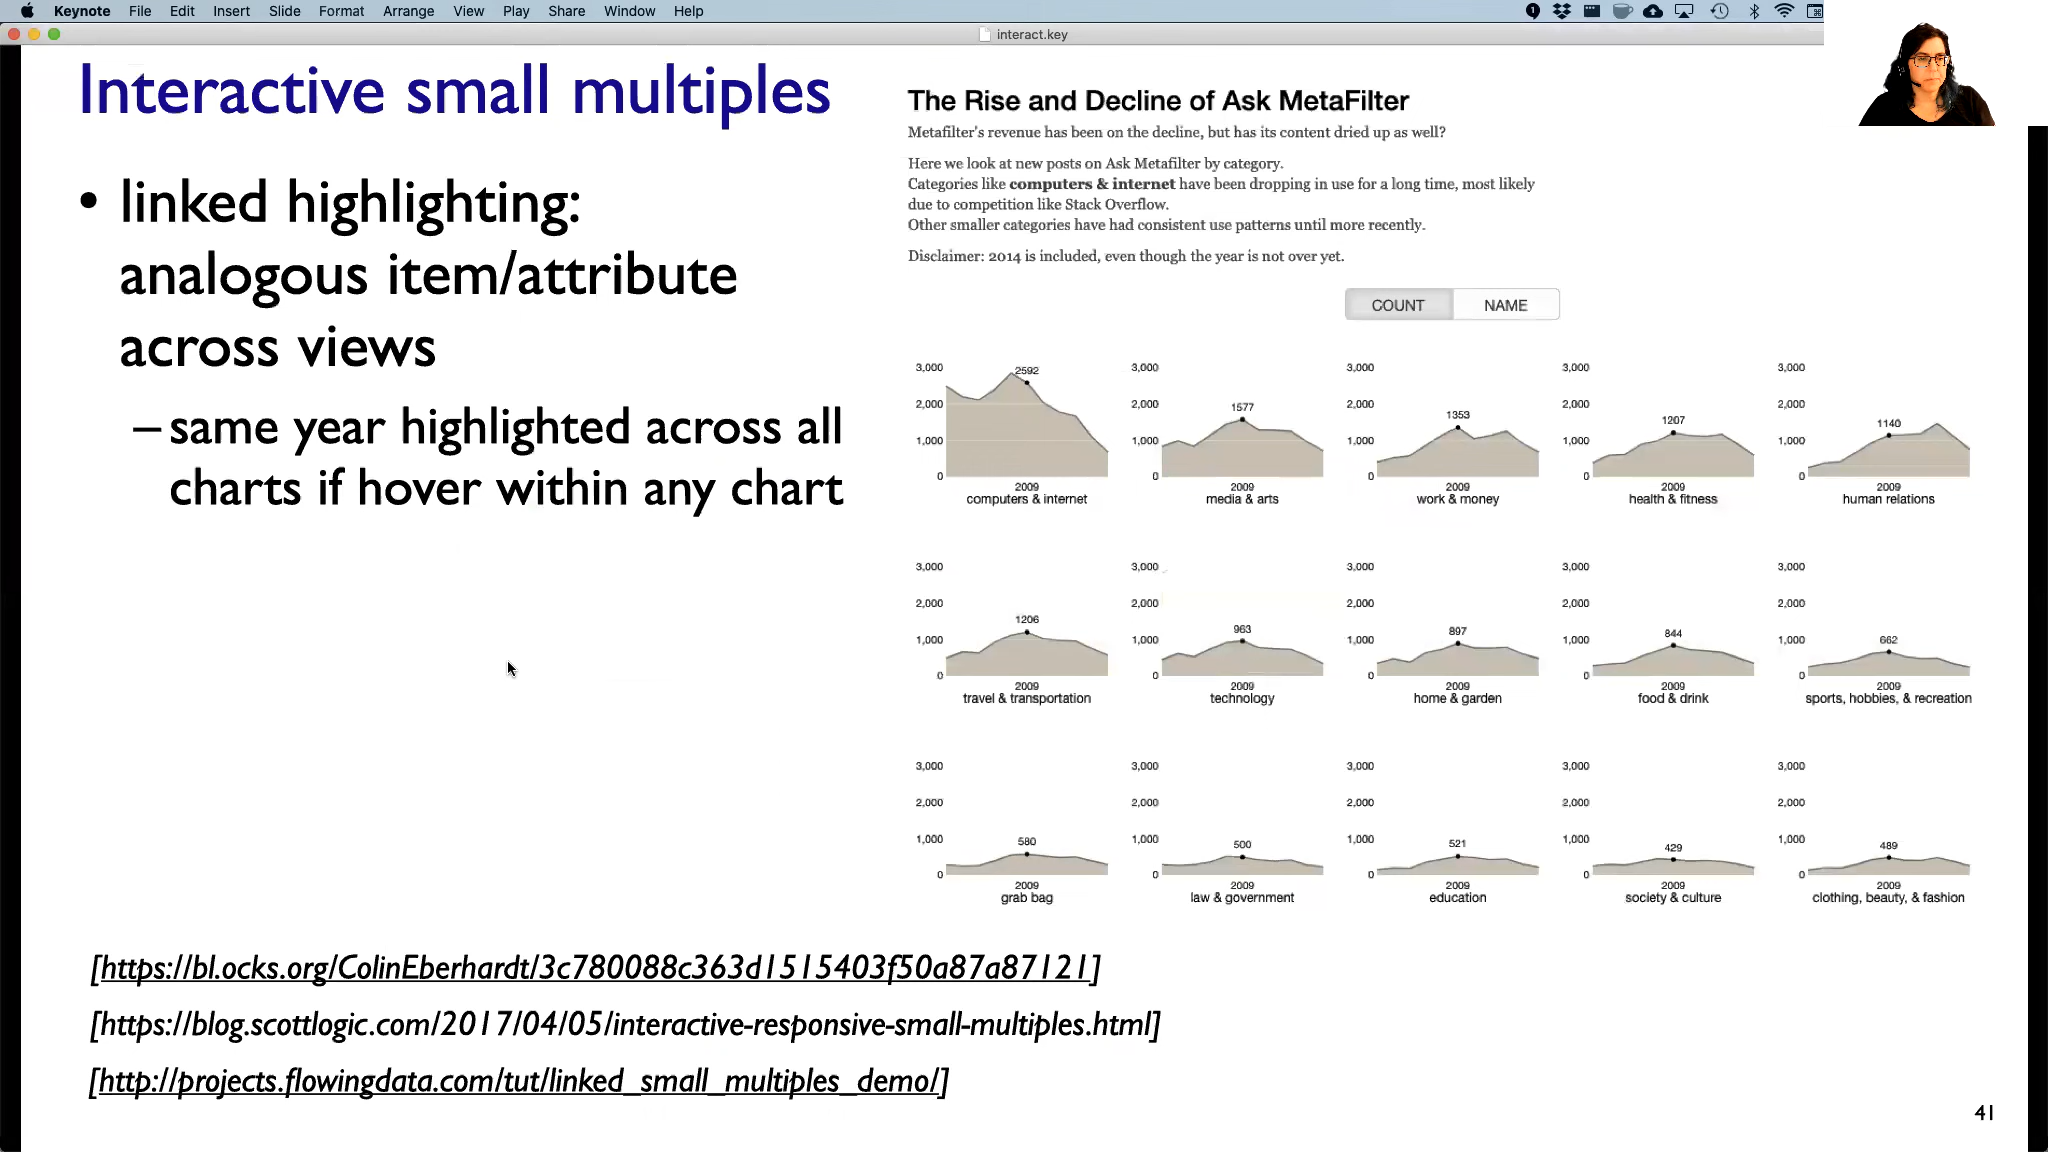 Keynote File Edit Insert Slide Format Arrange View Play Share Window Help
interact.key
Interactive small multiples
• linked highlighting:
analogous item/attribute
across views
– same year highlighted across all
charts if hover within any chart
The Rise and Decline of Ask MetaFilter
Metafilter's revenue has been on the decline, but has its content dried up as well?
Here we look at new posts on Ask Metafilter by category.
Categories like computers & internet have been dropping in use for a long time, most likely
due to competition like Stack Overflow.
Other smaller categories have had consistent use patterns until more recently.
Disclaimer: 2014 is included, even though the year is not over yet.
COUNT NAME
3,000 2592 3,000 3,000 3,000 3,000
2,000 2,000 1577 2,000 1353 2,000 1207 2,000 1140
1,000 1,000 1,000 1,000 1,000
0 0 0 0 0
2009 2009 2009 2009 2009
computers & internet media & arts work & money health & fitness human relations
3,000 3,000 3,000 3,000 3,000
2,000 2,000 2,000 2,000 2,000
1206 963 897 844 662
1,000 1,000 1,000 1,000 1,000
0 0 0 0 0
2009 2009 2009 2009 2009
travel & transportation technology home & garden food & drink sports, hobbies, & recreation
3,000 3,000 3,000 3,000 3,000
2,000 2,000 2,000 2,000 2,000
1,000 580 1,000 500 1,000 521 1,000 429 1,000 489
0 0 0 0 0
2009 2009 2009 2009 2009
grab bag law & government education society & culture clothing, beauty, & fashion
[https://bl.ocks.org/ColinEberhardt/3c780088c363d1515403f50a87a87121]
[https://blog.scottlogic.com/2017/04/05/interactive-responsive-small-multiples.html]
[http://projects.flowingdata.com/tut/linked_small_multiples_demo/]
41